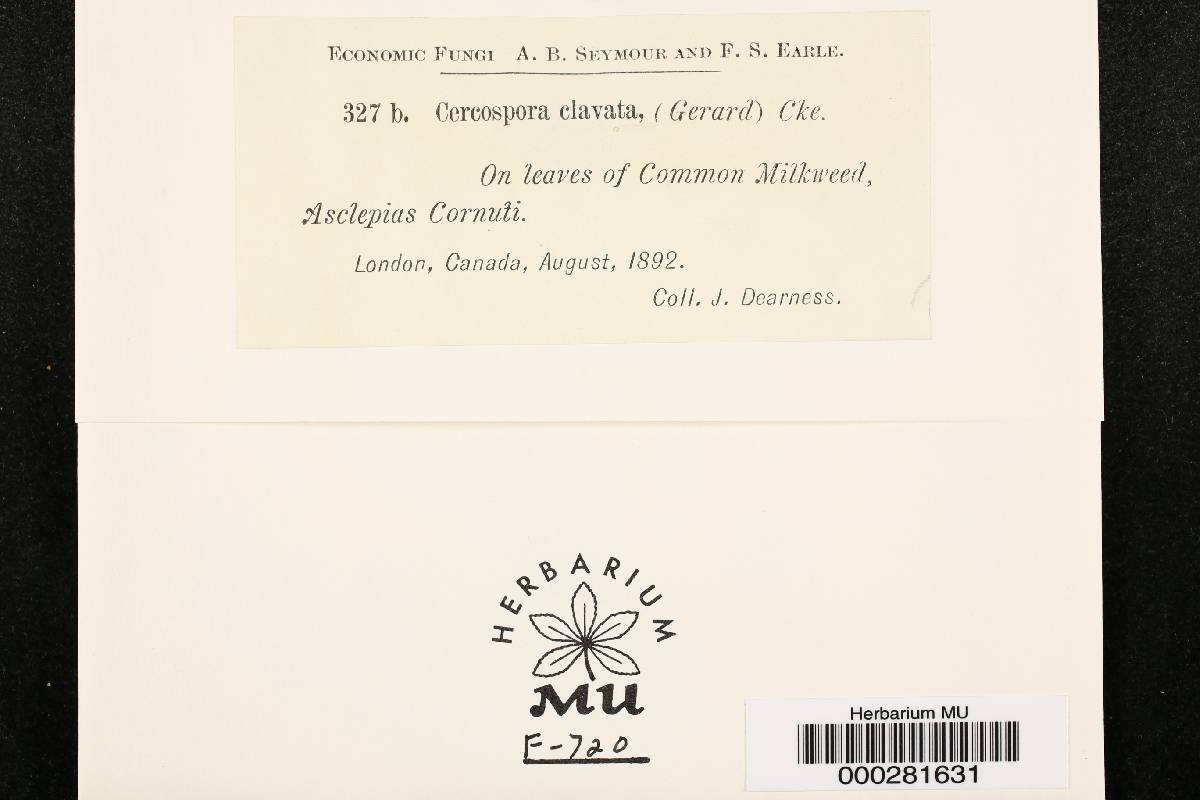 ECONOMIC FUNGI A. B. SEYMOUR AND F. S. EARLE.
327 b. Cercospora clavata, (Gerard) Cke.
On leaves of Common Milkweed,
Asclepias Cornuti.
London, Canada, August, 1892.
Coll. J. Dearness.
HERBARIUM
MU
F-720
Herbarium MU
000281631